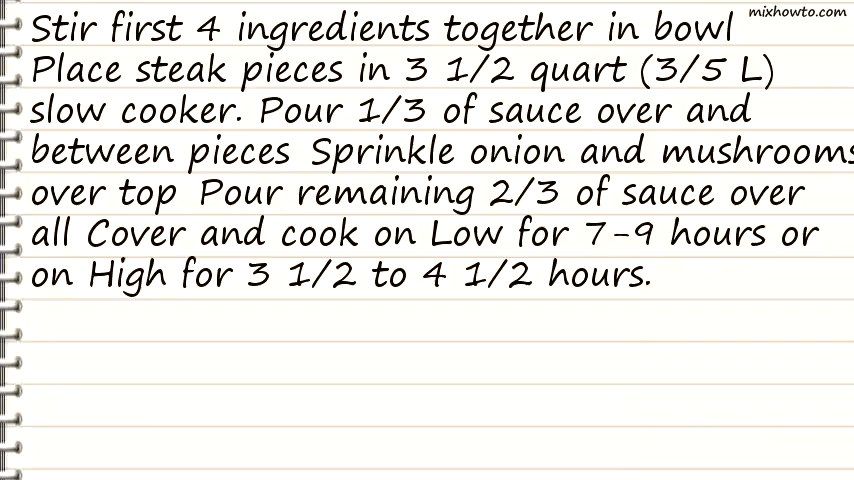 mixhowto.com
Stir first 4 ingredients together in bowl
Place steak pieces in 3 1/2 quart (3/5 L)
slow cooker. Pour 1/3 of sauce over and
between pieces Sprinkle onion and mushrooms
over top Pour remaining 2/3 of sauce over
all Cover and cook on Low for 7-9 hours or
on High for 3 1/2 to 4 1/2 hours.